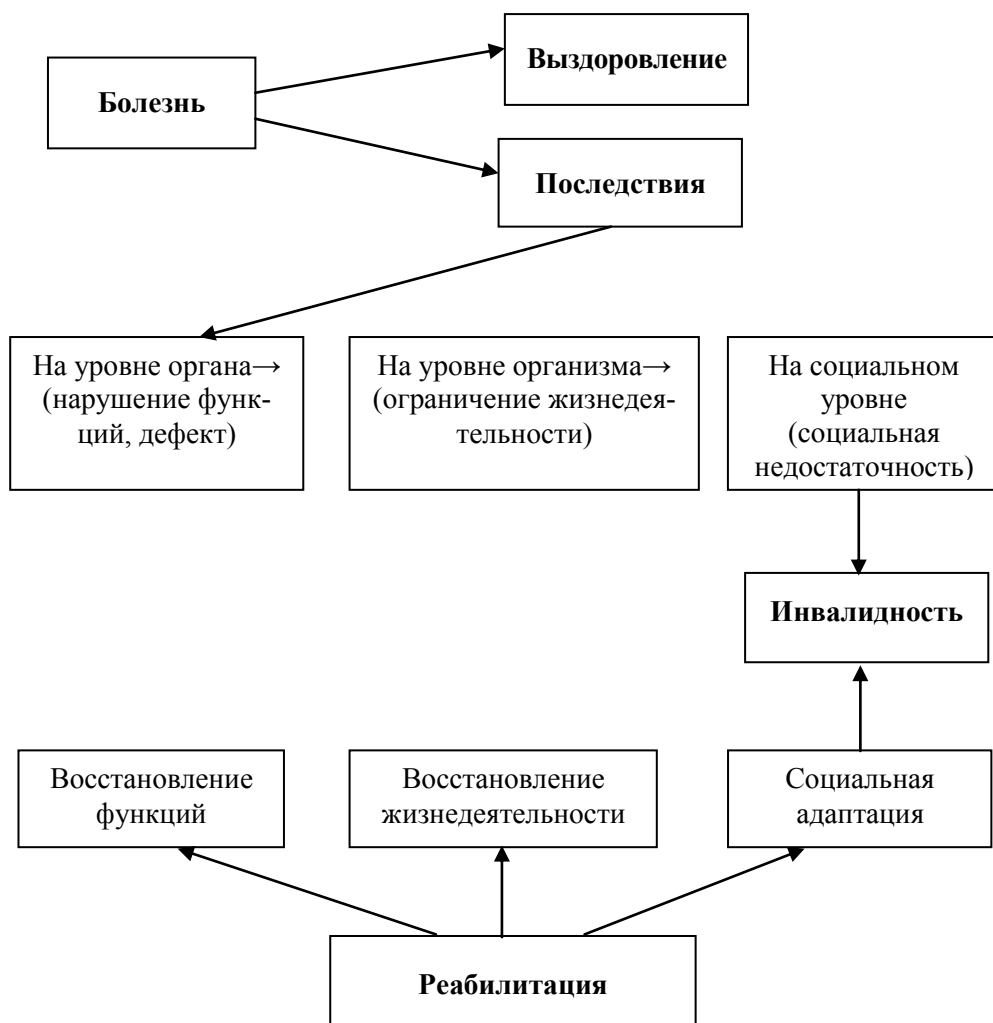 Выздоровление
Болезнь
Последствия
На уровне органа→
(нарушение функ-
ций, дефект)
На уровне организма→
(ограничение жизнедея-
тельности)
На социальном
уровне
(социальная
недостаточность)
Инвалидность
Восстановление
функций
Восстановление
жизнедеятельности
Социальная
адаптация
Реабилитация